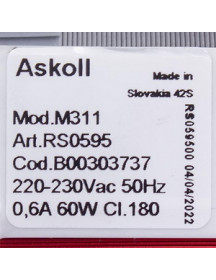 Askoll
Made in
Slovakia 42S
Mod.M311
Art.RS0595
Cod.B00303737
220-230Vac 50Hz
0,6A 60W Cl.180
RS059500 04/04/2022